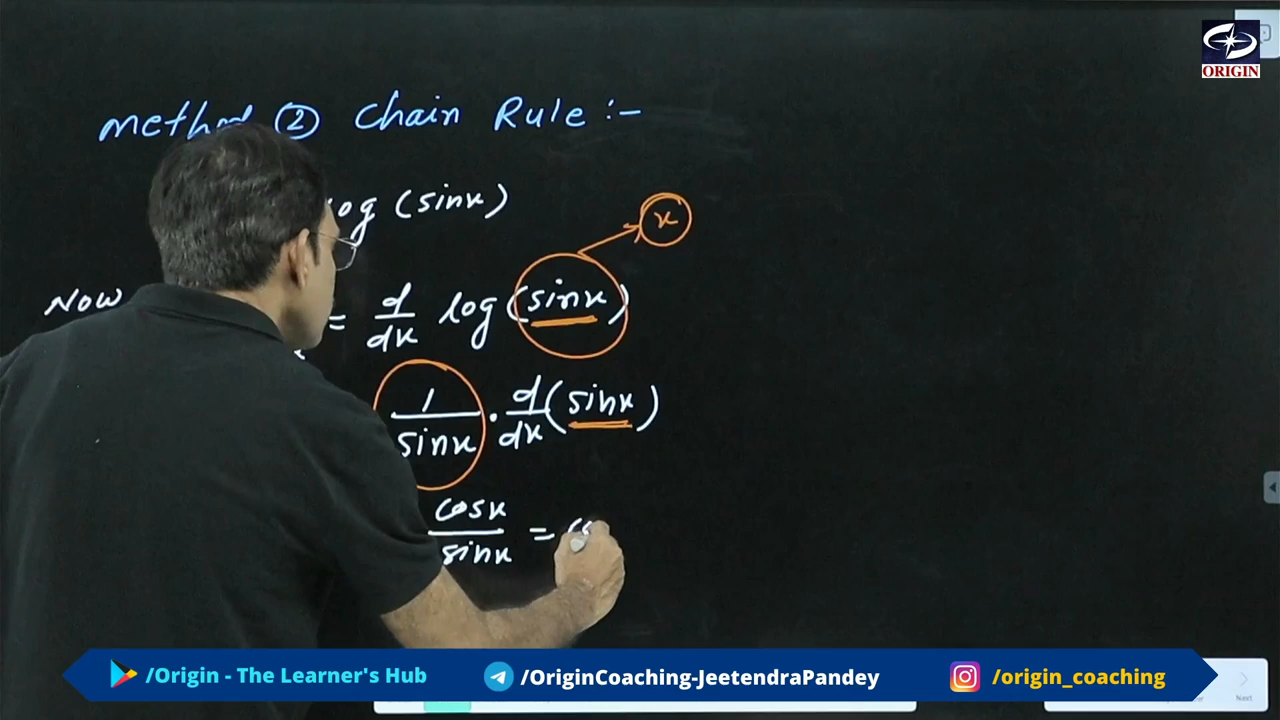 ORIGIN
Method ② Chain Rule :-
log (sinx)
x
Now = d/dx log (sinx)
1/sinx . d/dx (sinx)
cosx/sinx =
/Origin - The Learner's Hub /OriginCoaching-JeetendraPandey /origin_coaching
Next